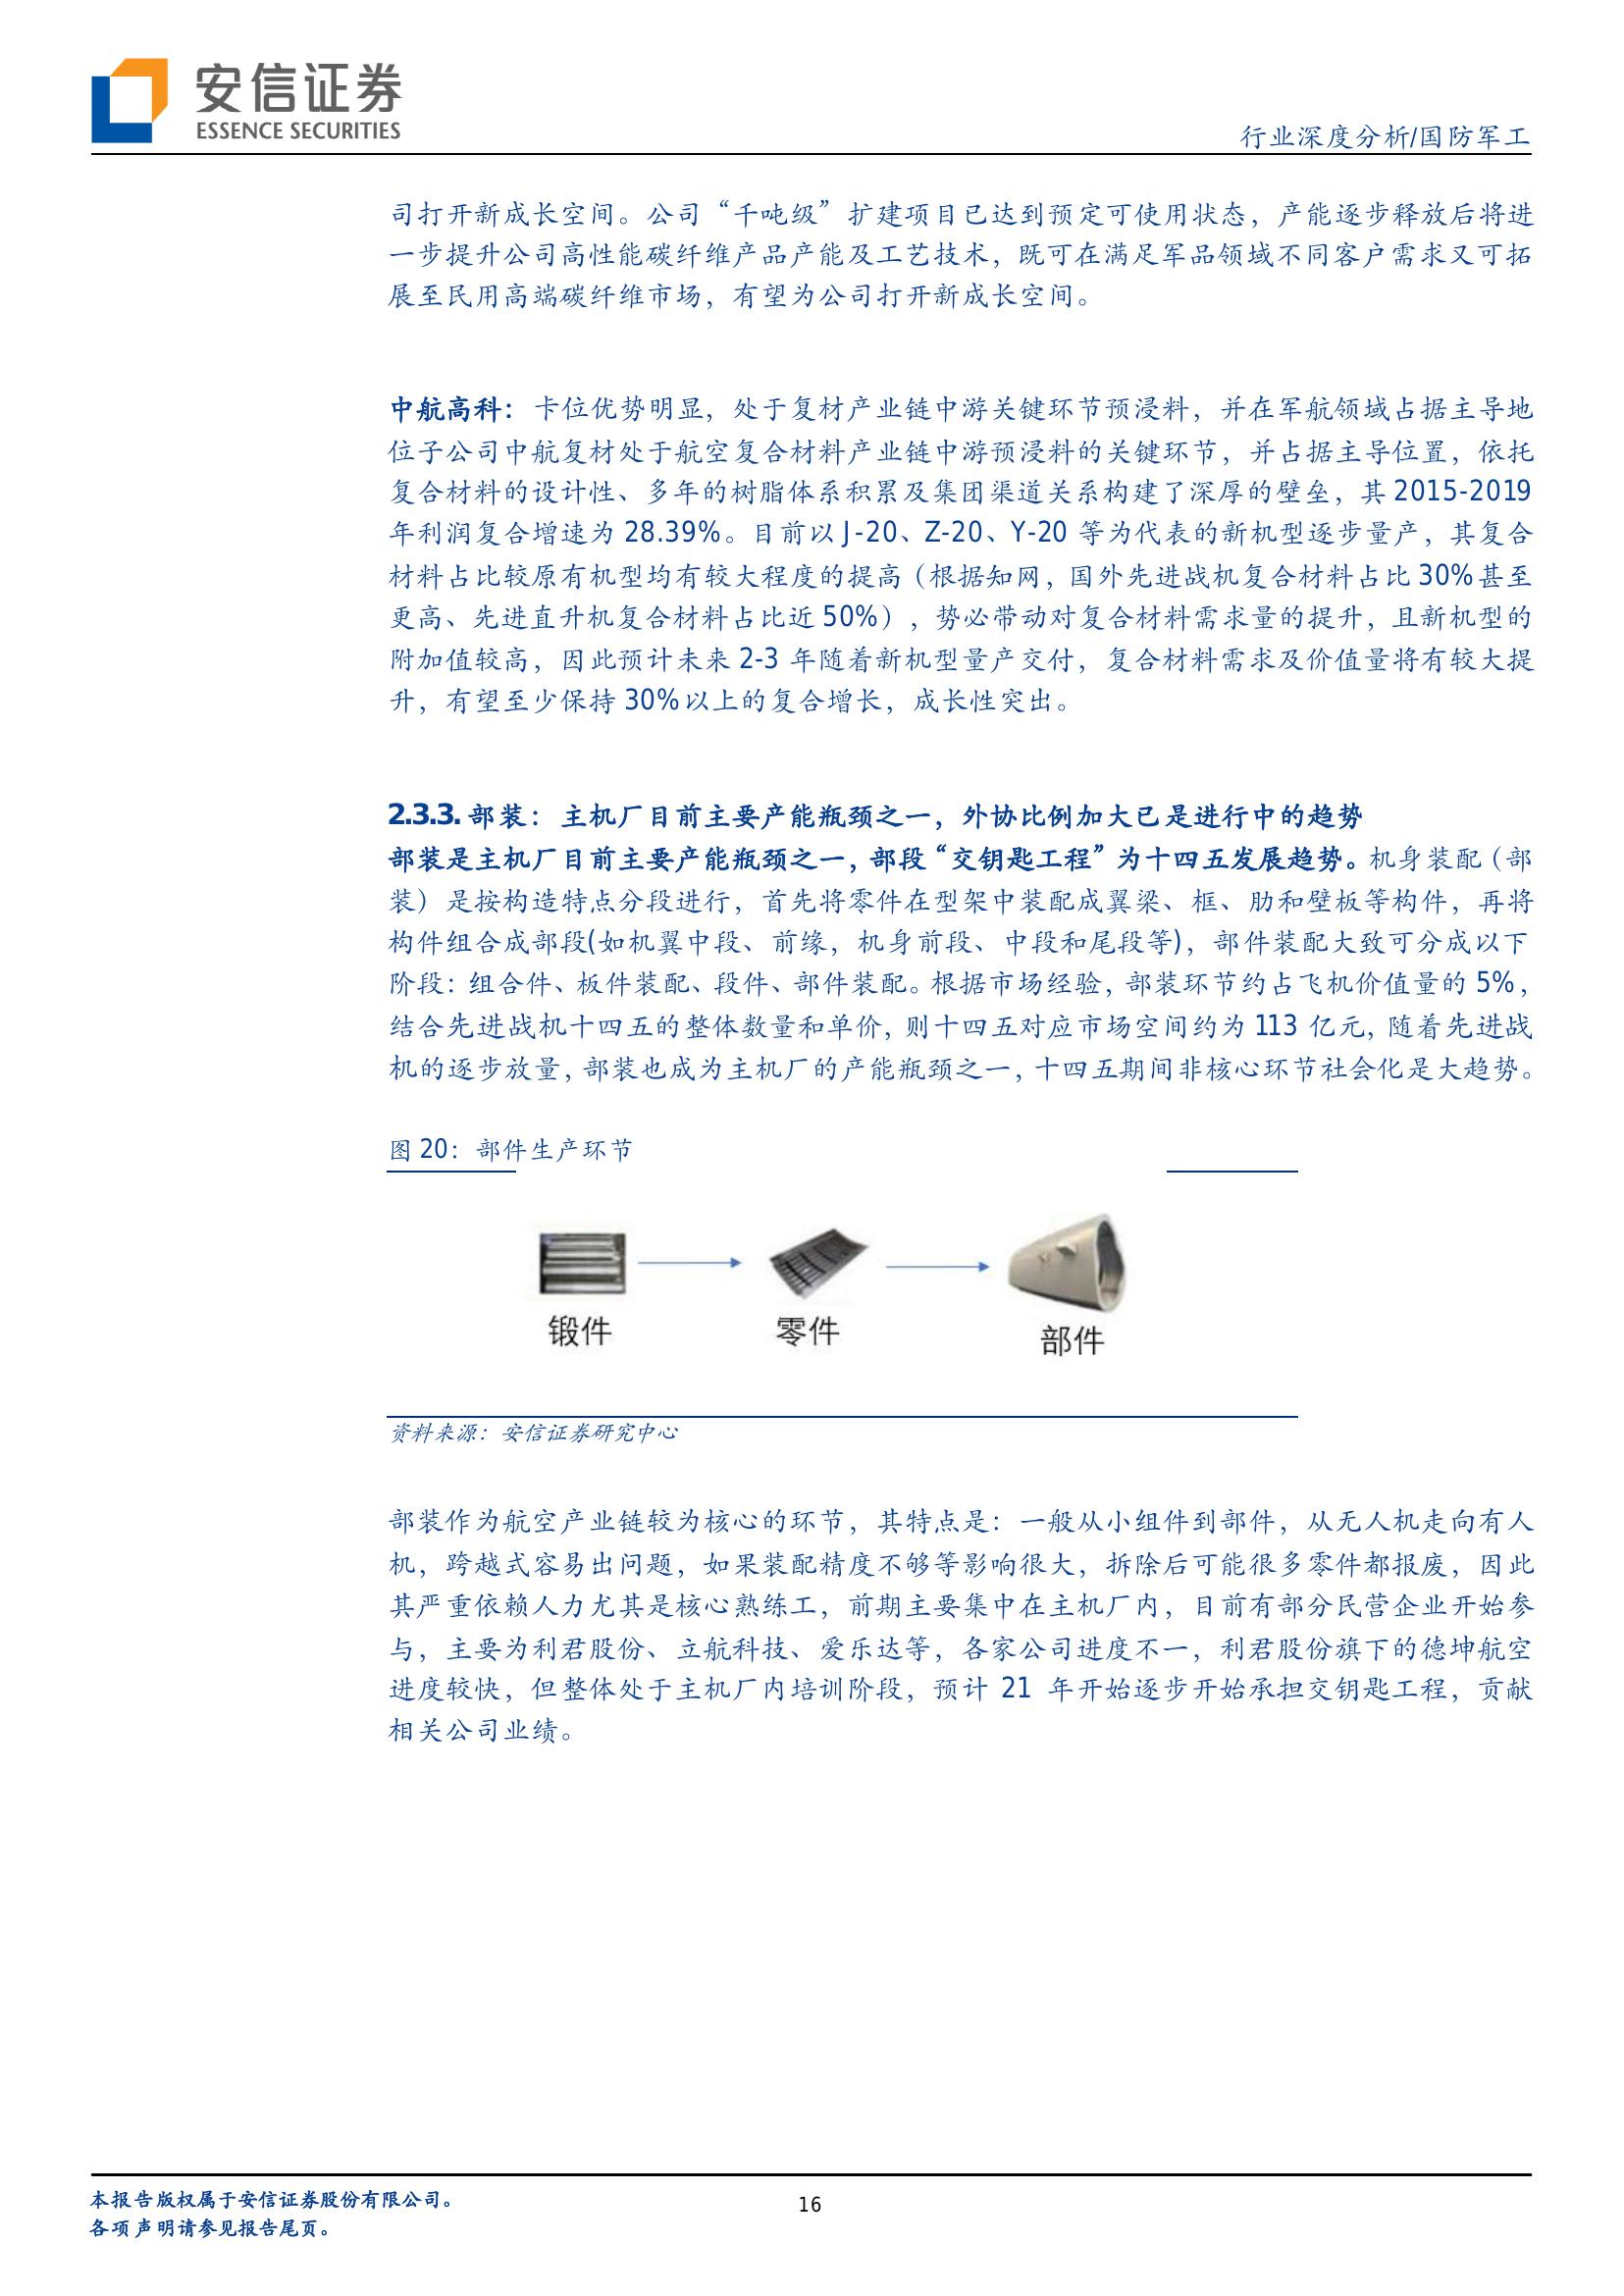 安信证券
ESSENCE SECURITIES
行业深度分析/国防军工
司打开新成长空间。公司“千吨级”扩建项目已达到预定可使用状态，产能逐步释放后将进
一步提升公司高性能碳纤维产品产能及工艺技术，既可在满足军品领域不同客户需求又可拓
展至民用高端碳纤维市场，有望为公司打开新成长空间。
中航高科：卡位优势明显，处于复材产业链中游关键环节预浸料，并在军航领域占据主导地
位子公司中航复材处于航空复合材料产业链中游预浸料的关键环节，并占据主导位置，依托
复合材料的设计性、多年的树脂体系积累及集团渠道关系构建了深厚的壁垒，其 2015-2019
年利润复合增速为 28.39%。目前以 J-20、Z-20、Y-20 等为代表的新机型逐步量产，其复合
材料占比较原有机型均有较大程度的提高（根据知网，国外先进战机复合材料占比 30%甚至
更高、先进直升机复合材料占比近 50%），势必带动对复合材料需求量的提升，且新机型的
附加值较高，因此预计未来 2-3 年随着新机型量产交付，复合材料需求及价值量将有较大提
升，有望至少保持 30%以上的复合增长，成长性突出。
2.3.3. 部装：主机厂目前主要产能瓶颈之一，外协比例加大已是进行中的趋势
部装是主机厂目前主要产能瓶颈之一，部段“交钥匙工程”为十四五发展趋势。机身装配（部
装）是按构造特点分段进行，首先将零件在型架中装配成翼梁、框、肋和壁板等构件，再将
构件组合成部段(如机翼中段、前缘，机身前段、中段和尾段等)，部件装配大致可分成以下
阶段：组合件、板件装配、段件、部件装配。根据市场经验，部装环节约占飞机价值量的 5%，
结合先进战机十四五的整体数量和单价，则十四五对应市场空间约为 113 亿元，随着先进战
机的逐步放量，部装也成为主机厂的产能瓶颈之一，十四五期间非核心环节社会化是大趋势。
图 20：部件生产环节
锻件
零件
部件
资料来源：安信证券研究中心
部装作为航空产业链较为核心的环节，其特点是：一般从小组件到部件，从无人机走向有人
机，跨越式容易出问题，如果装配精度不够等影响很大，拆除后可能很多零件都报废，因此
其严重依赖人力尤其是核心熟练工，前期主要集中在主机厂内，目前有部分民营企业开始参
与，主要为利君股份、立航科技、爱乐达等，各家公司进度不一，利君股份旗下的德坤航空
进度较快，但整体处于主机厂内培训阶段，预计 21 年开始逐步开始承担交钥匙工程，贡献
相关公司业绩。
本报告版权属于安信证券股份有限公司。
各项声明请参见报告尾页。
16